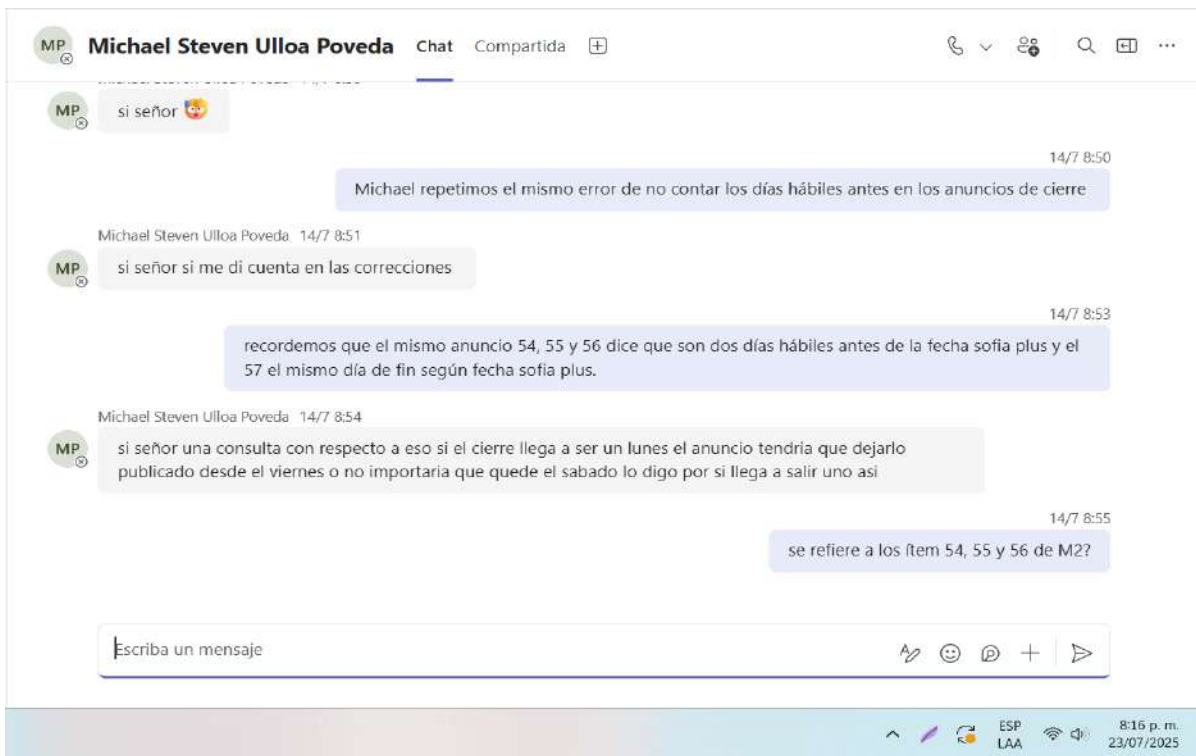 MP Michael Steven Ulloa Poveda Chat Compartida
MP si señor
14/7 8:50
Michael repetimos el mismo error de no contar los días hábiles antes en los anuncios de cierre
Michael Steven Ulloa Poveda 14/7 8:51
MP si señor si me di cuenta en las correcciones
14/7 8:53
recordemos que el mismo anuncio 54, 55 y 56 dice que son dos días hábiles antes de la fecha sofia plus y el
57 el mismo día de fin según fecha sofia plus.
Michael Steven Ulloa Poveda 14/7 8:54
MP si señor una consulta con respecto a eso si el cierre llega a ser un lunes el anuncio tendria que dejarlo
publicado desde el viernes o no importaria que quede el sabado lo digo por si llega a salir uno asi
14/7 8:55
se refiere a los ítem 54, 55 y 56 de M2?
Escriba un mensaje
ESP
LAA
8:16 p. m.
23/07/2025